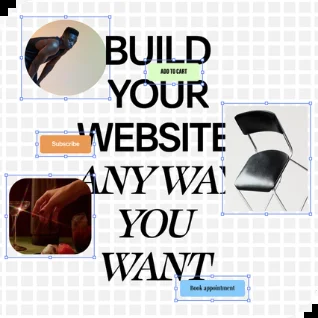 BUILD
ADD TO CART
YOUR
WEBSITE
Subscribe
ANY WAY
YOU
WANT
Book appointment